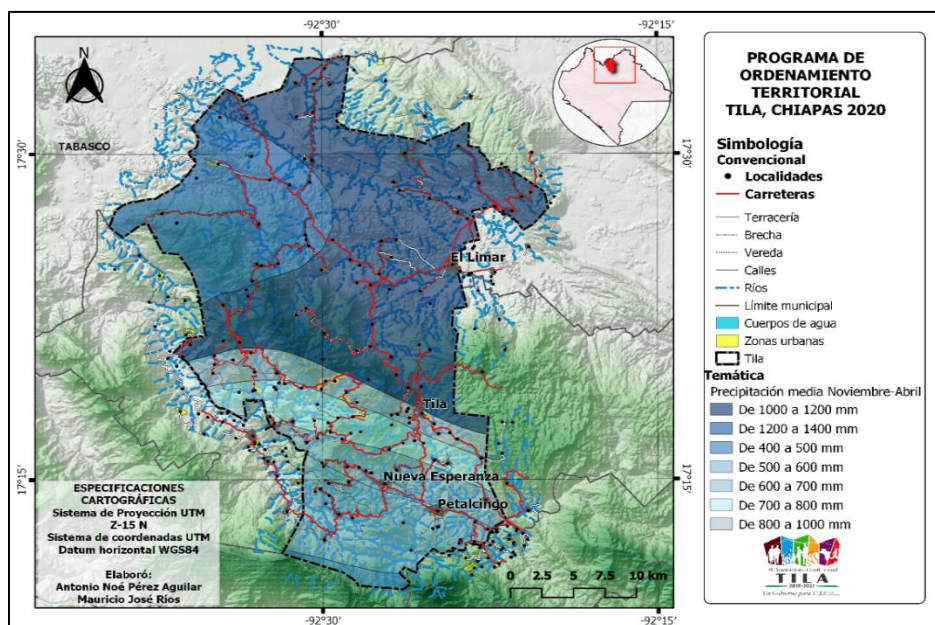 -92°30'
-92°15'
TABASCO
17°30'
17°30'
El Limar
Tila
Nueva Esperanza
Petalcingo
17°15'
17°15'
ESPECIFICACIONES
CARTOGRÁFICAS
Sistema de Proyección UTM
Z-15 N
Sistema de coordenadas UTM
Datum horizontal WGS84
Elaboró:
Antonio Noé Pérez Aguilar
Mauricio José Ríos
0 2.5 5 7.5 10 km
-92°30'
-92°15'
PROGRAMA DE
ORDENAMIENTO
TERRITORIAL
TILA, CHIAPAS 2020
Simbología
Convencional
Localidades
Carreteras
Terracería
Brecha
Vereda
Calles
Ríos
Límite municipal
Cuerpos de agua
Zonas urbanas
Tila
Temática
Precipitación media Noviembre-Abril
De 1000 a 1200 mm
De 1200 a 1400 mm
De 400 a 500 mm
De 500 a 600 mm
De 600 a 700 mm
De 700 a 800 mm
De 800 a 1000 mm
TILA